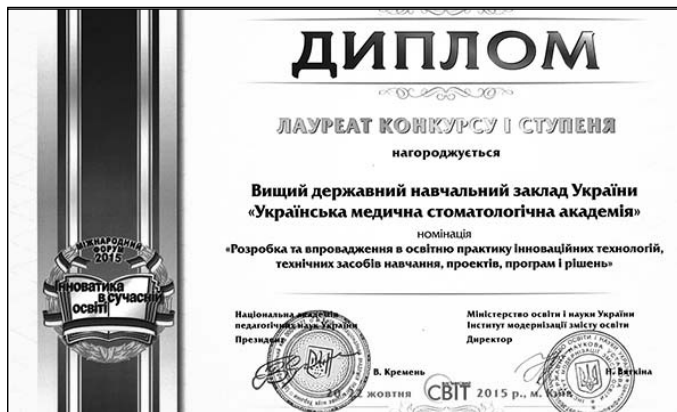 ДИПЛОМ
ЛАУРЕАТ КОНКУРСУ І СТУПЕНЯ
нагороджується
Вищий державний навчальний заклад України
«Українська медична стоматологічна академія»
номінація
«Розробка та впровадження в освітню практику інноваційних технологій,
технічних засобів навчання, проектів, програм і рішень»
МІЖНАРОДНИЙ
ФОРУМ
2015
Інноватика
в сучасній
освіті
Національна академія
педагогічних наук України
Президент
В. Кремень
Міністерство освіти і науки України
Інститут модернізації змісту освіти
Директор
Н. Вяткіна
20-22 жовтня СВІТ 2015 р., м. Київ